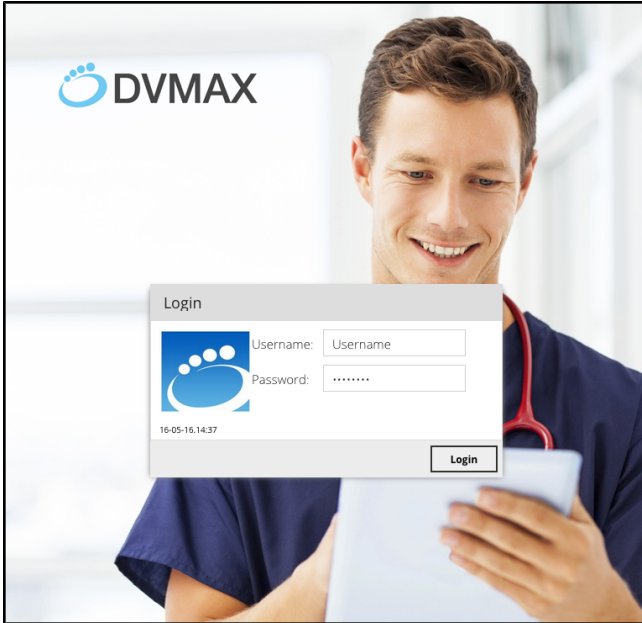 DVMAX
Login
Username: Username
Password: ········
16-05-16.14:37
Login